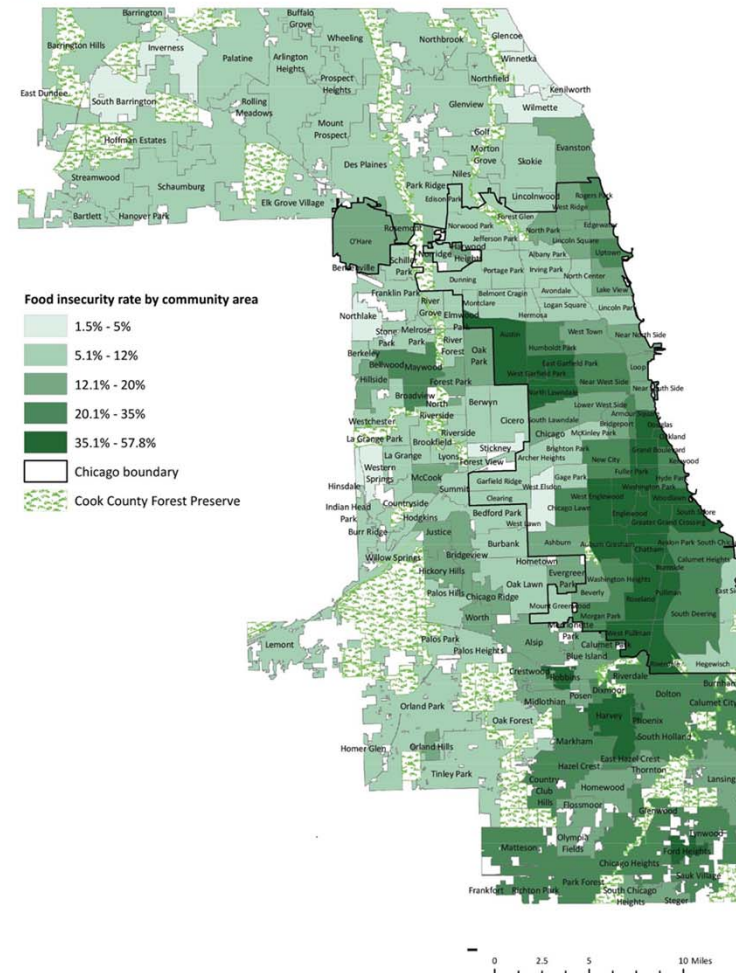 Barrington
Buffalo
Grove
Glencoe
Wheeling
Northbrook
Barrington Hills
Inverness
Winnetka
Palatine
Arlington
Heights
Northfield
Prospect
Heights
Kenilworth
East Dundee
South Barrington
Rolling
Meadows
Glenview
Wilmette
Mount
Prospect
Golf
Hoffman Estates
Morton
Grove
Evanston
Des Plaines
Skokie
Streamwood
Niles
Schaumburg
Park Ridge
Edison Park
Lincolnwood
Rogers Park
Elk Grove Village
West Ridge
Bartlett
Hanover Park
Forest Glen
Rosemont
Norwood Park
North Park
Edgewater
O'Hare
Jefferson Park
Lincoln Square
Harwood
Heights
Norridge
Uptown
Albany Park
Schiller
Park
Bensenville
Portage Park
Irving Park
North Center
Dunning
Franklin Park
Belmont Cragin
Avondale
Lake View
Food insecurity rate by community area
River
Grove
Montclare
Logan Square
Lincoln Park
1.5% - 5%
Northlake
Elmwood
Park
Hermosa
5.1% - 12%
Stone
Park
Melrose
Park
River
Forest
Austin
West Town
Near North Side
12.1% - 20%
Berkeley
Oak
Park
Humboldt Park
20.1% - 35%
Bellwood
Maywood
East Garfield Park
Loop
Hillside
Forest Park
West Garfield Park
Near West Side
35.1% - 57.8%
Broadview
North
Riverside
Berwyn
North Lawndale
Near South Side
Chicago boundary
Westchester
Cicero
Lower West Side
Cook County Forest Preserve
La Grange Park
Riverside
South Lawndale
Armour Square
Bridgeport
Douglas
Brookfield
Chicago
McKinley Park
Oakland
La Grange
Lyons
Stickney
Brighton Park
Grand Boulevard
Forest View
Archer Heights
New City
Kenwood
Western
Springs
Fuller Park
Hyde Park
Hinsdale
McCook
Summit
Garfield Ridge
West Elsdon
Gage Park
Washington Park
Indian Head
Park
Countryside
Clearing
West Englewood
Woodlawn
Hodgkins
Bedford Park
Chicago Lawn
Englewood
South Shore
Burr Ridge
Justice
West Lawn
Greater Grand Crossing
Burbank
Ashburn
Auburn Gresham
Avalon Park
South Chi
Chatham
Willow Springs
Bridgeview
Hometown
Calumet Heights
Hickory Hills
Evergreen
Park
Burnside
Oak Lawn
Washington Heights
East Si
Palos Hills
Chicago Ridge
Beverly
Pullman
Roseland
Mount Greenwood
Worth
Morgan Park
South Deering
Merrionette
Park
West Pullman
Lemont
Palos Park
Alsip
Calumet Park
Palos Heights
Blue Island
Riverdale
Hegewisch
Crestwood
Robbins
Riverdale
Burnham
Posen
Dixmoor
Dolton
Midlothian
Calumet City
Orland Park
Harvey
Phoenix
Oak Forest
South Holland
Markham
Homer Glen
Orland Hills
East Hazel Crest
Hazel Crest
Thornton
Tinley Park
Country
Club
Hills
Homewood
Lansing
Flossmoor
Glenwood
Olympia
Fields
Lynwood
Matteson
Ford Heights
Chicago Heights
Sauk Village
Park Forest
Frankfort
Richton Park
South Chicago
Heights
Steger
0 2.5 5 10 Miles